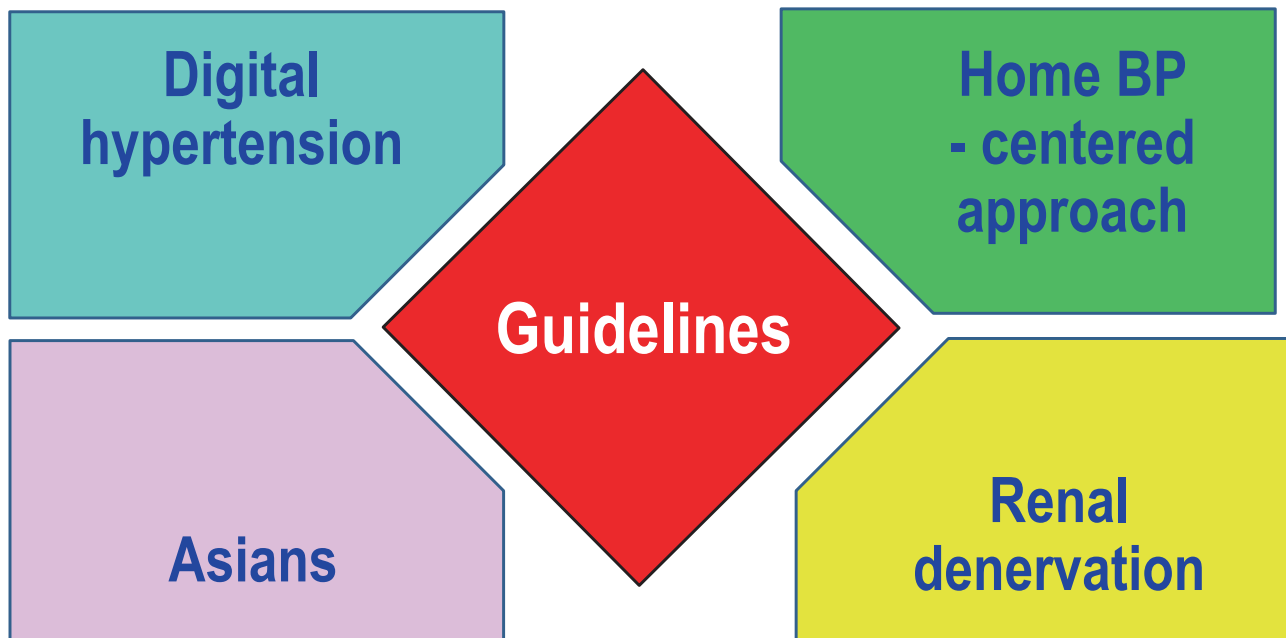 Digital
hypertension
Home BP
- centered
approach
Guidelines
Asians
Renal
denervation